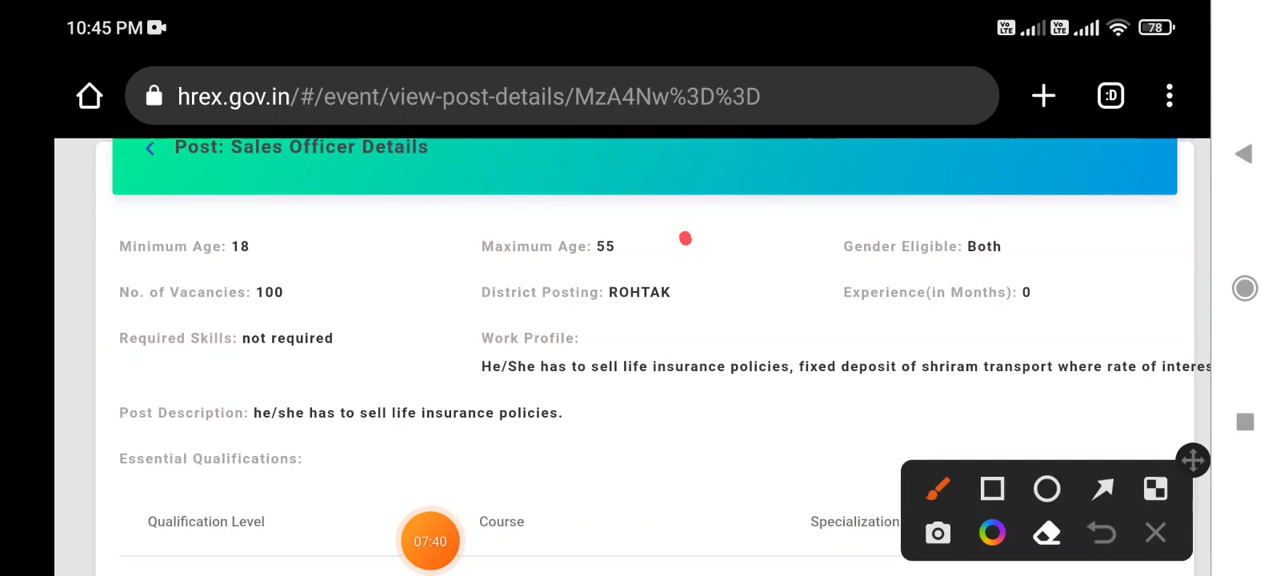 10:45 PM Vo LTE Vo LTE 78
hrex.gov.in/#/event/view-post-details/MzA4Nw%3D%3D :D
Post: Sales Officer Details
Minimum Age: 18 Maximum Age: 55 Gender Eligible: Both
No. of Vacancies: 100 District Posting: ROHTAK Experience(in Months): 0
Required Skills: not required Work Profile:
He/She has to sell life insurance policies, fixed deposit of shriram transport where rate of interes
Post Description: he/she has to sell life insurance policies.
Essential Qualifications:
Qualification Level Course Specialization
07:40